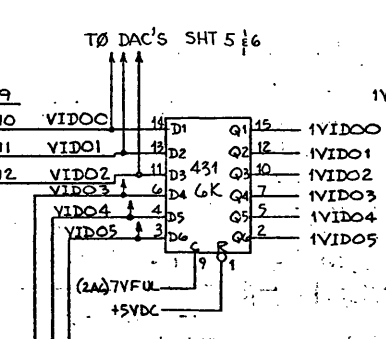 TØ DAC'S SHT 5 & 6
9
10 VIDOC 14 D1 Q1 15 1VIDOO
11 VIDO1 13 D2 Q2 12 1VIDO1
12 VIDO2 11 D3 431 Q3 10 1VIDO2
VIDO3 6 D4 6K Q4 7 1VIDO3
VIDO4 4 D5 Q5 5 1VIDO4
VIDO5 3 D6 Q6 2 1VIDO5
C R
9 1
(2A6)7VFUL
+5VDC